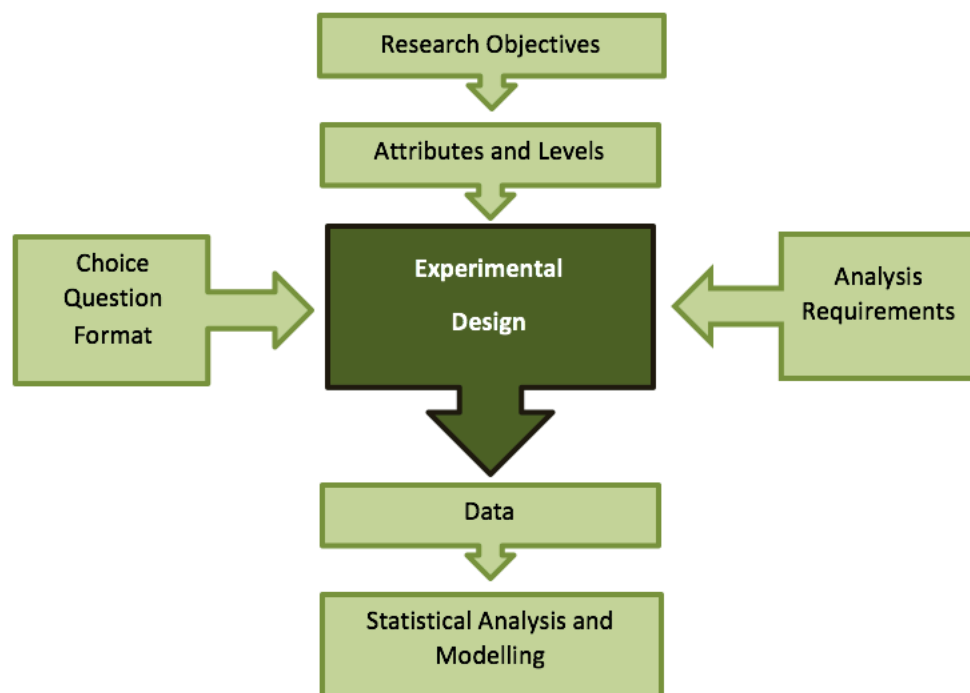 Research Objectives
Attributes and Levels
Choice
Question
Format
Experimental
Design
Analysis
Requirements
Data
Statistical Analysis and
Modelling